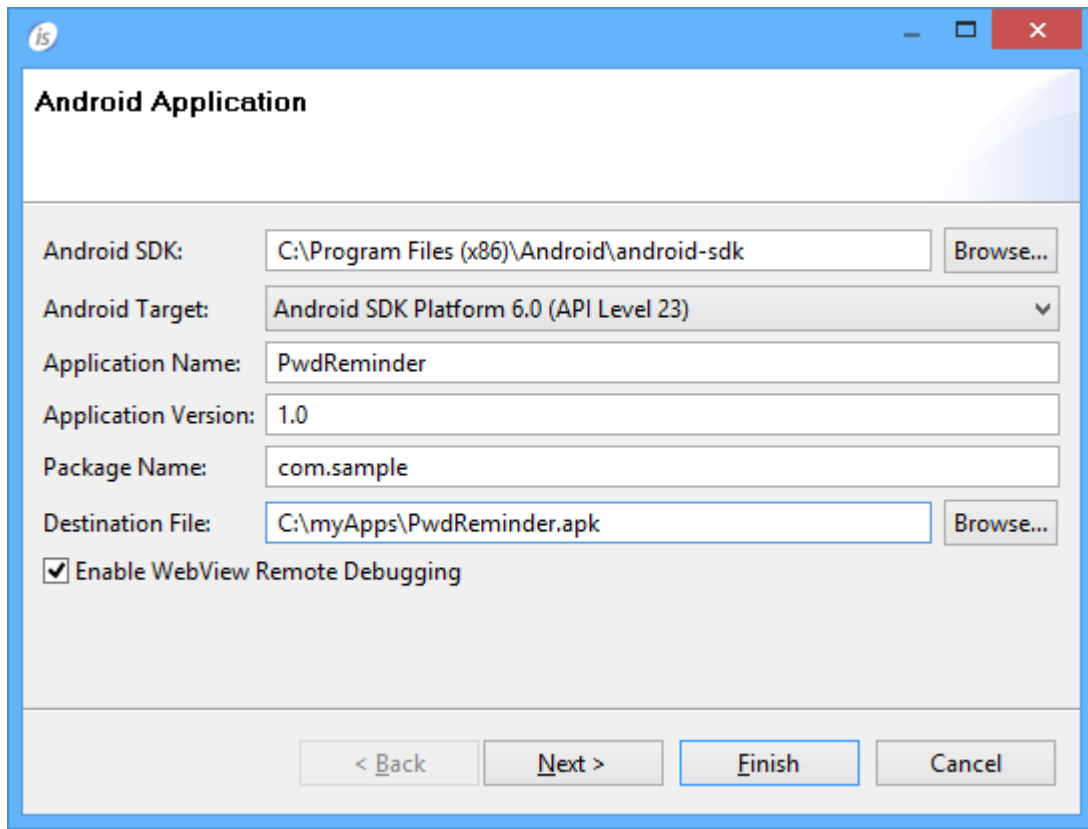 is
Android Application
Android SDK: C:\Program Files (x86)\Android\android-sdk Browse...
Android Target: Android SDK Platform 6.0 (API Level 23)
Application Name: PwdReminder
Application Version: 1.0
Package Name: com.sample
Destination File: C:\myApps\PwdReminder.apk Browse...
Enable WebView Remote Debugging
< Back Next > Finish Cancel